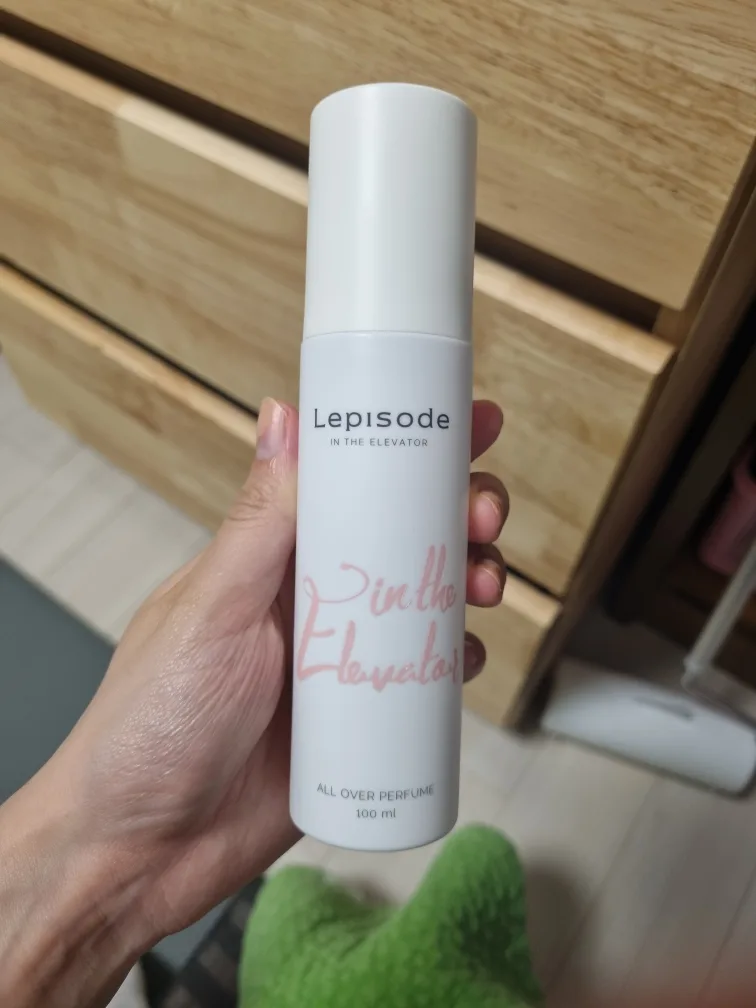 Lepisode
IN THE ELEVATOR
in the
Elevator
ALL OVER PERFUME
100 ml